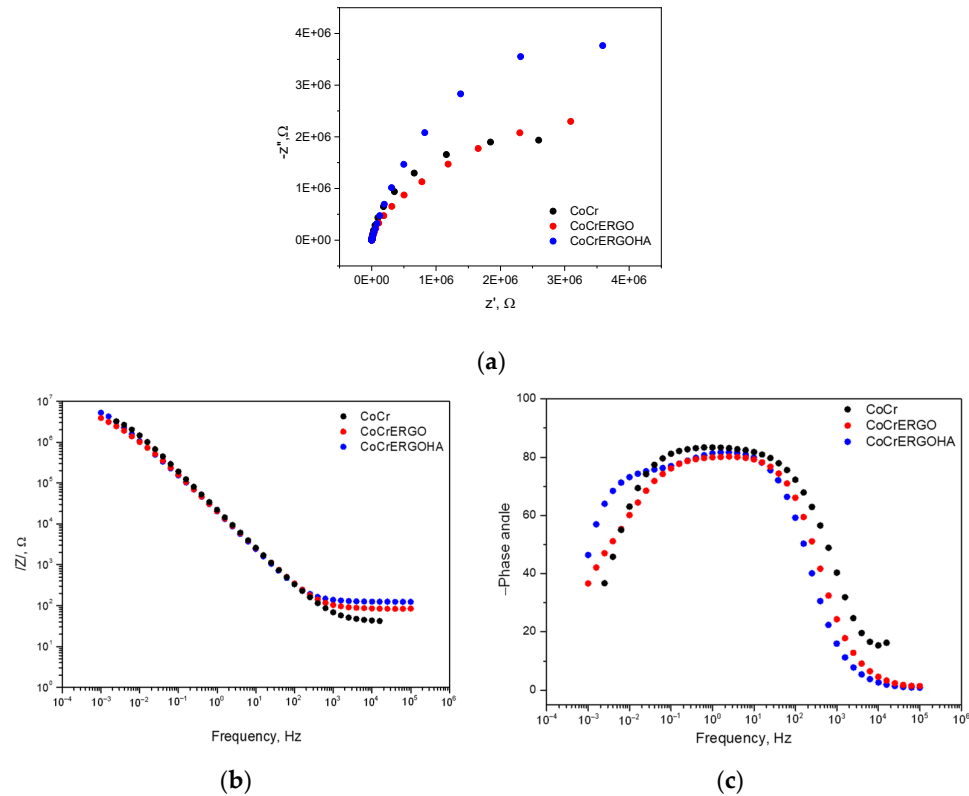 4E+06
3E+06
2E+06
1E+06
0E+00
-z",Ω
CoCr
CoCrERGO
CoCrERGOHA
0E+00 1E+06 2E+06 3E+06 4E+06
z', Ω
(a)
10⁷
10⁶
10⁵
10⁴
10³
10²
10¹
10⁰
/Z/, Ω
CoCr
CoCrERGO
CoCrERGOHA
10⁻⁴ 10⁻³ 10⁻² 10⁻¹ 10⁰ 10¹ 10² 10³ 10⁴ 10⁵ 10⁶
Frequency, Hz
(b)
100
80
60
40
20
0
−Phase angle
CoCr
CoCrERGO
CoCrERGOHA
10⁻⁴ 10⁻³ 10⁻² 10⁻¹ 10⁰ 10¹ 10² 10³ 10⁴ 10⁵ 10⁶
Frequency, Hz
(c)